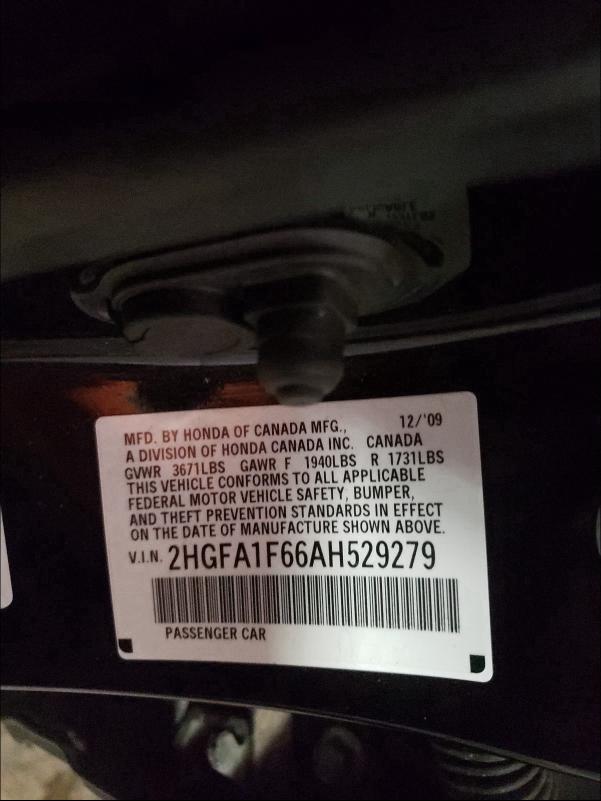 MFD. BY HONDA OF CANADA MFG., 12/'09
A DIVISION OF HONDA CANADA INC. CANADA
GVWR 3671LBS GAWR F 1940LBS R 1731LBS
THIS VEHICLE CONFORMS TO ALL APPLICABLE
FEDERAL MOTOR VEHICLE SAFETY, BUMPER,
AND THEFT PREVENTION STANDARDS IN EFFECT
ON THE DATE OF MANUFACTURE SHOWN ABOVE.
V.I.N. 2HGFA1F66AH529279
PASSENGER CAR